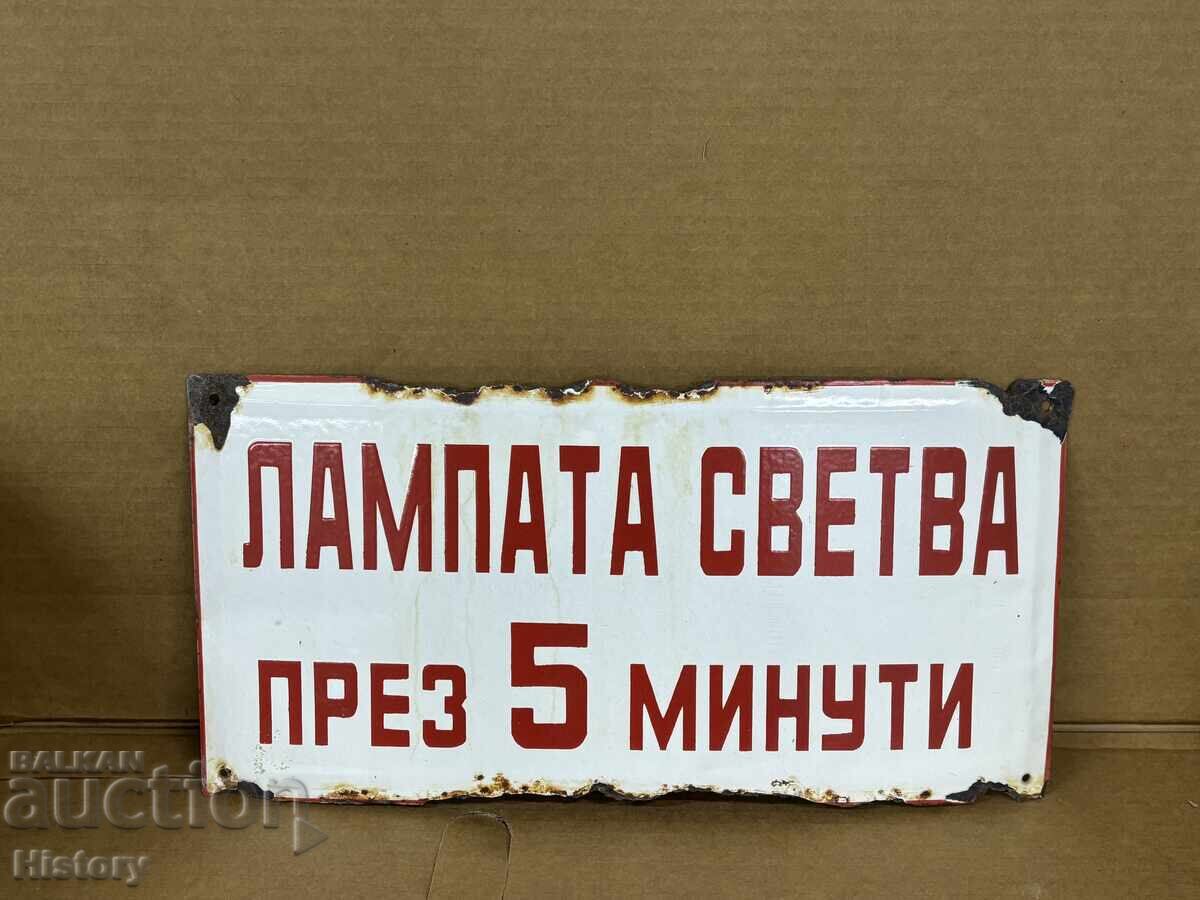 ЛАМПАТА СВЕТВА
ПРЕЗ 5 МИНУТИ
BALKAN
auction
History